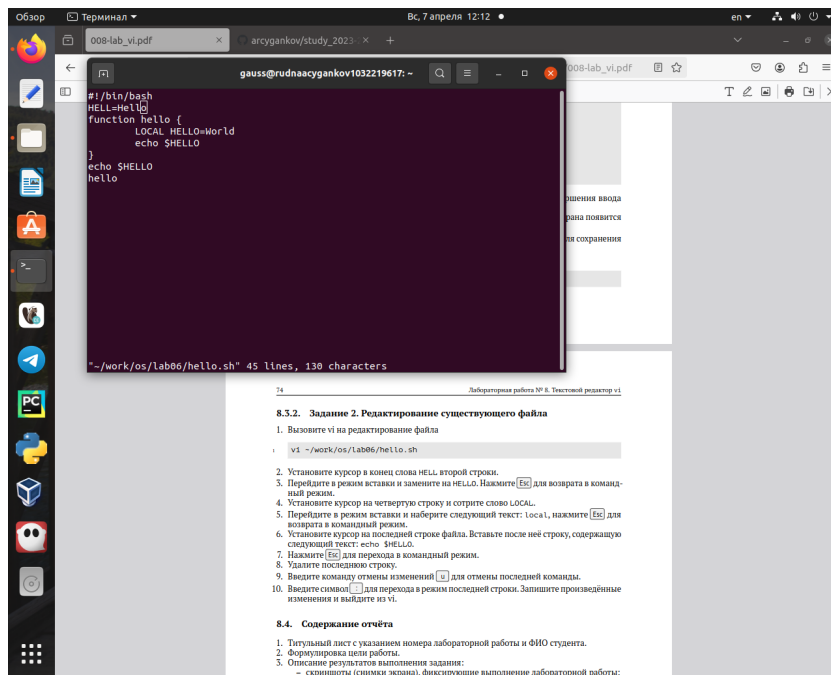 Обзор
Терминал
Вс, 7 апреля 12:12
en
008-lab_vi.pdf
arcygankov/study_2023-
gauss@rudnaacygankov1032219617: ~
/008-lab_vi.pdf
#!/bin/bash
HELL=Hello
function hello {
LOCAL HELLO=World
echo $HELLO
}
echo $HELLO
hello
"~/work/os/lab06/hello.sh" 45 lines, 130 characters
ршения ввода
рана появится
ля сохранения
74
Лабораторная работа № 8. Текстовой редактор vi
8.3.2. Задание 2. Редактирование существующего файла
1. Вызовите vi на редактирование файла
1 vi ~/work/os/lab06/hello.sh
2. Установите курсор в конец слова HELL второй строки.
3. Перейдите в режим вставки и замените на HELLO. Нажмите Esc для возврата в команд-
ный режим.
4. Установите курсор на четвертую строку и сотрите слово LOCAL.
5. Перейдите в режим вставки и наберите следующий текст: local, нажмите Esc для
возврата в командный режим.
6. Установите курсор на последней строке файла. Вставьте после неё строку, содержащую
следующий текст: echo $HELLO.
7. Нажмите Esc для перехода в командный режим.
8. Удалите последнюю строку.
9. Введите команду отмены изменений u для отмены последней команды.
10. Введите символ : для перехода в режим последней строки. Запишите произведённые
изменения и выйдите из vi.
8.4. Содержание отчёта
1. Титульный лист с указанием номера лабораторной работы и ФИО студента.
2. Формулировка цели работы.
3. Описание результатов выполнения задания:
– скриншоты (снимки экрана), фиксирующие выполнение лабораторной работы;
PC